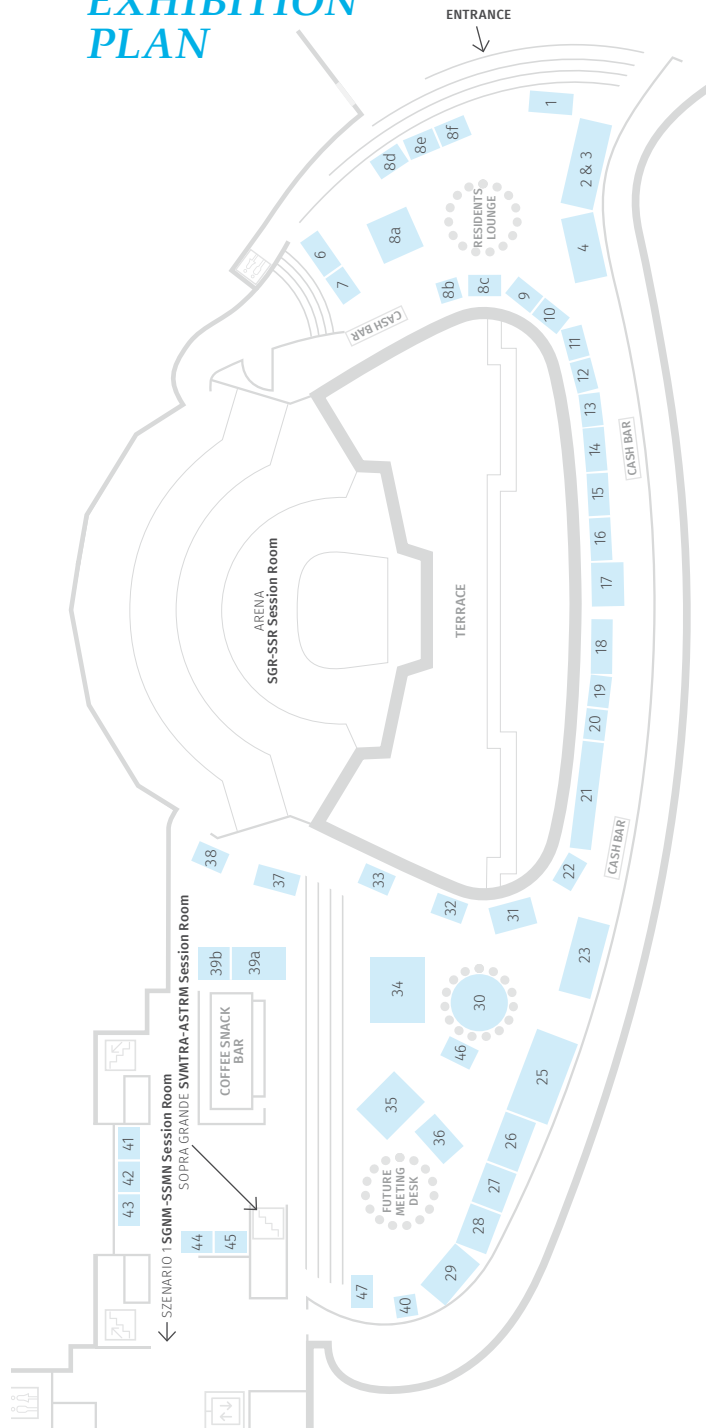 EXHIBITION
PLAN
ENTRANCE
1
2 & 3
4
8f
8e
8d
8a
RESIDENTS
LOUNGE
6
7
8b
8c
9
10
CASH BAR
11
12
13
14
CASH BAR
15
16
17
ARENA
SGR-SSR Session Room
TERRACE
18
19
20
21
22
CASH BAR
38
37
33
32
31
23
39b
39a
34
30
46
25
COFFEE SNACK
BAR
35
36
26
27
28
29
FUTURE
MEETING
DESK
41
42
43
44
45
47
40
SZENARIO 1 SGNM-SSMN Session Room
SOPRA GRANDE SVMTRA-ASTRM Session Room